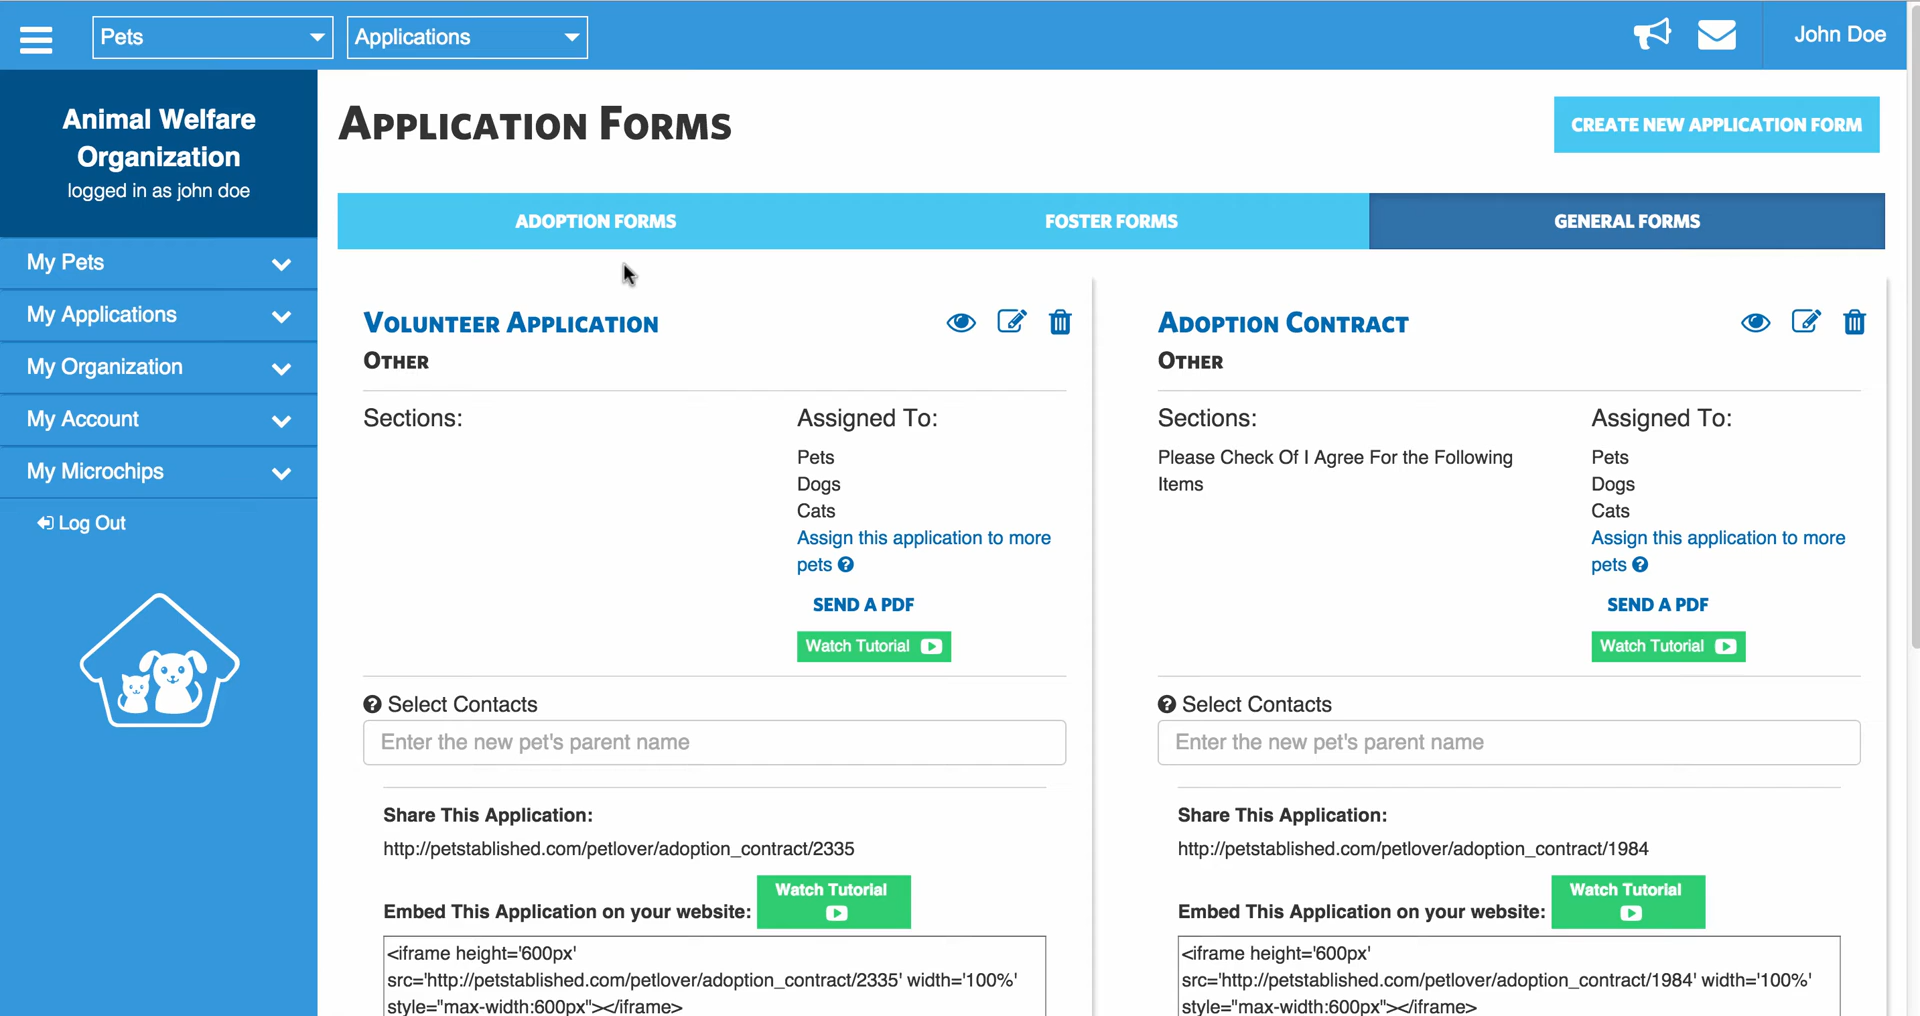 Pets
Applications
John Doe
Animal Welfare
Organization
logged in as john doe
My Pets
My Applications
My Organization
My Account
My Microchips
Log Out
Application Forms
CREATE NEW APPLICATION FORM
ADOPTION FORMS
FOSTER FORMS
GENERAL FORMS
Volunteer Application
Other
Sections:
Assigned To:
Pets
Dogs
Cats
Assign this application to more
pets
SEND A PDF
Watch Tutorial
Select Contacts
Enter the new pet's parent name
Share This Application:
http://petstablished.com/petlover/adoption_contract/2335
Embed This Application on your website:
Watch Tutorial
<iframe height='600px'
src='http://petstablished.com/petlover/adoption_contract/2335' width='100%'
style="max-width:600px"></iframe>
Adoption Contract
Other
Sections:
Please Check Of I Agree For the Following
Items
Assigned To:
Pets
Dogs
Cats
Assign this application to more
pets
SEND A PDF
Watch Tutorial
Select Contacts
Enter the new pet's parent name
Share This Application:
http://petstablished.com/petlover/adoption_contract/1984
Embed This Application on your website:
Watch Tutorial
<iframe height='600px'
src='http://petstablished.com/petlover/adoption_contract/1984' width='100%'
style="max-width:600px"></iframe>